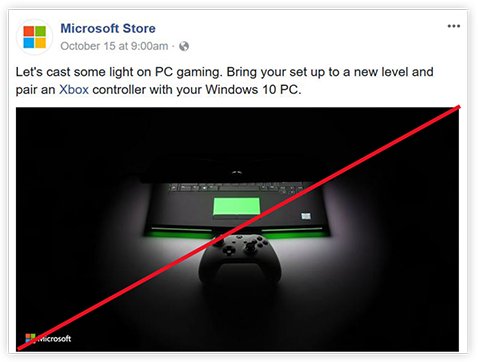 Microsoft Store
October 15 at 9:00am ·
Let's cast some light on PC gaming. Bring your set up to a new level and
pair an Xbox controller with your Windows 10 PC.
Microsoft